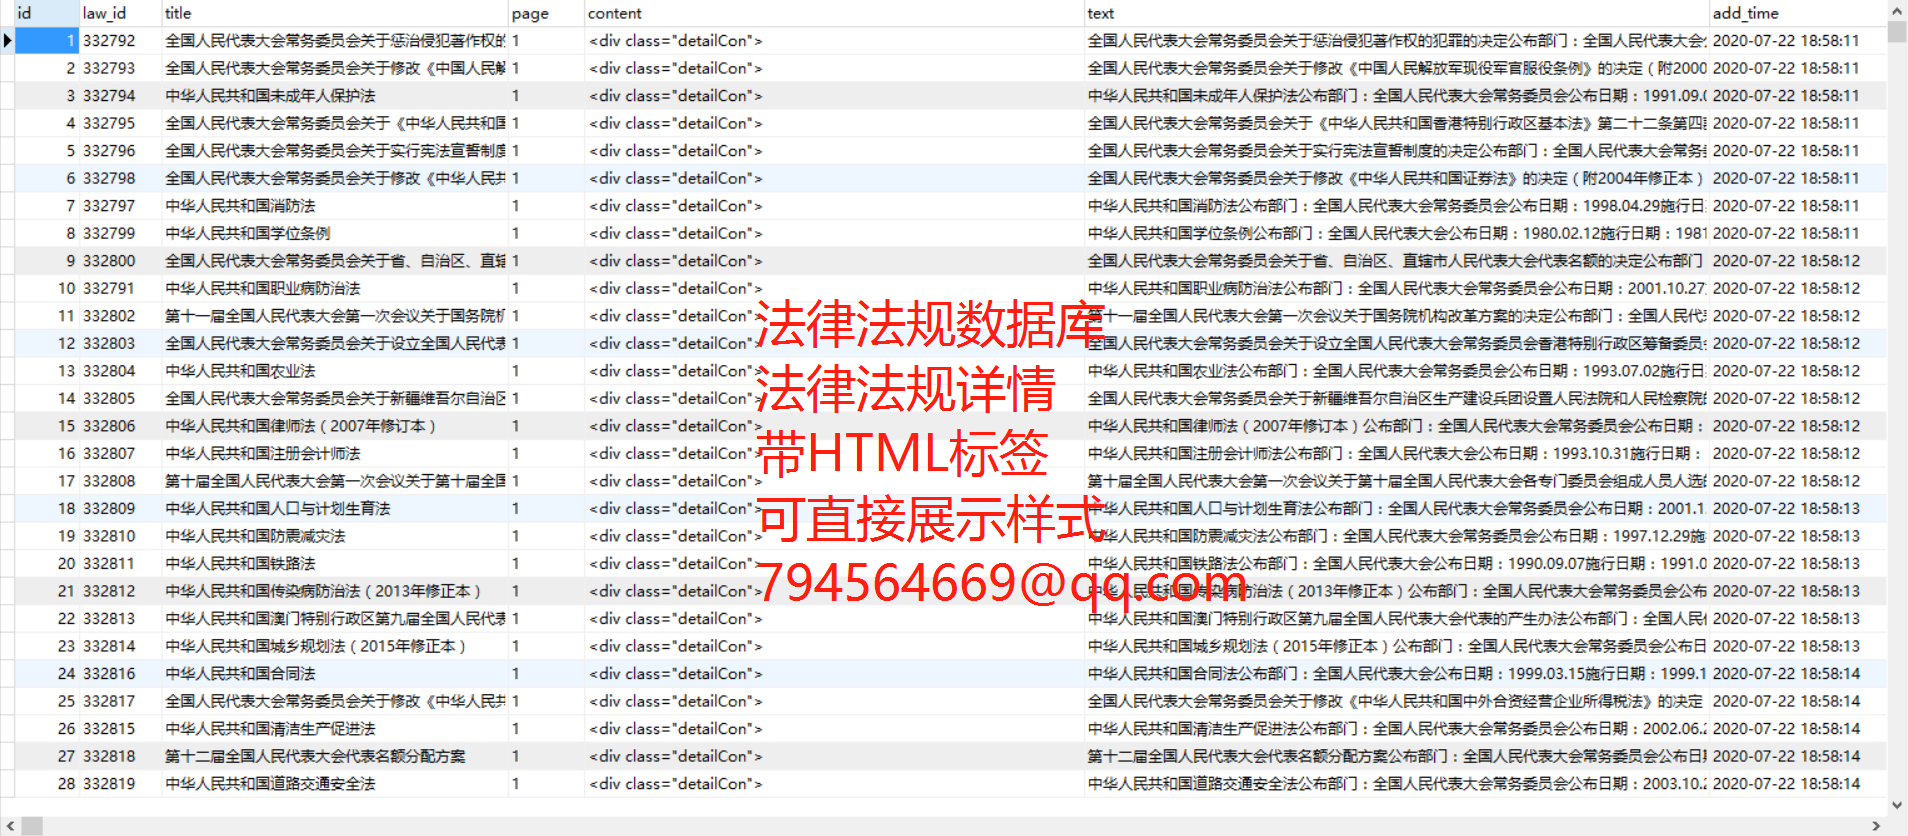 id law_id title page content text add_time
1 332792 全国人民代表大会常务委员会关于惩治侵犯著作权的 1 <div class="detailCon"> 全国人民代表大会常务委员会关于惩治侵犯著作权的犯罪的决定公布部门：全国人民代表大会 2020-07-22 18:58:11
2 332793 全国人民代表大会常务委员会关于修改《中国人民解 1 <div class="detailCon"> 全国人民代表大会常务委员会关于修改《中国人民解放军现役军官服役条例》的决定（附2000 2020-07-22 18:58:11
3 332794 中华人民共和国未成年人保护法 1 <div class="detailCon"> 中华人民共和国未成年人保护法公布部门：全国人民代表大会常务委员会公布日期：1991.09.0 2020-07-22 18:58:11
4 332795 全国人民代表大会常务委员会关于《中华人民共和国 1 <div class="detailCon"> 全国人民代表大会常务委员会关于《中华人民共和国香港特别行政区基本法》第二十二条第四款 2020-07-22 18:58:11
5 332796 全国人民代表大会常务委员会关于实行宪法宣誓制度 1 <div class="detailCon"> 全国人民代表大会常务委员会关于实行宪法宣誓制度的决定公布部门：全国人民代表大会常务 2020-07-22 18:58:11
6 332798 全国人民代表大会常务委员会关于修改《中华人民共 1 <div class="detailCon"> 全国人民代表大会常务委员会关于修改《中华人民共和国证券法》的决定（附2004年修正本） 2020-07-22 18:58:11
7 332797 中华人民共和国消防法 1 <div class="detailCon"> 中华人民共和国消防法公布部门：全国人民代表大会常务委员会公布日期：1998.04.29施行日 2020-07-22 18:58:11
8 332799 中华人民共和国学位条例 1 <div class="detailCon"> 中华人民共和国学位条例公布部门：全国人民代表大会公布日期：1980.02.12施行日期：1981 2020-07-22 18:58:11
9 332800 全国人民代表大会常务委员会关于省、自治区、直辖 1 <div class="detailCon"> 全国人民代表大会常务委员会关于省、自治区、直辖市人民代表大会代表名额的决定公布部门 2020-07-22 18:58:12
10 332791 中华人民共和国职业病防治法 1 <div class="detailCon"> 中华人民共和国职业病防治法公布部门：全国人民代表大会常务委员会公布日期：2001.10.27 2020-07-22 18:58:12
11 332802 第十一届全国人民代表大会第一次会议关于国务院机 1 <div class="detailCon"> 第十一届全国人民代表大会第一次会议关于国务院机构改革方案的决定公布部门：全国人民代 2020-07-22 18:58:12
12 332803 全国人民代表大会常务委员会关于设立全国人民代表 1 <div class="detailCon"> 全国人民代表大会常务委员会关于设立全国人民代表大会香港特别行政区筹备委员会 2020-07-22 18:58:12
13 332804 中华人民共和国农业法 1 <div class="detailCon"> 中华人民共和国农业法公布部门：全国人民代表大会常务委员会公布日期：1993.07.02施行日 2020-07-22 18:58:12
14 332805 全国人民代表大会常务委员会关于新疆维吾尔自治区 1 <div class="detailCon"> 全国人民代表大会常务委员会关于新疆维吾尔自治区生产建设兵团设置人民法院和人民检察院的 2020-07-22 18:58:12
15 332806 中华人民共和国律师法（2007年修订本） 1 <div class="detailCon"> 中华人民共和国律师法（2007年修订本）公布部门：全国人民代表大会常务委员会公布日期： 2020-07-22 18:58:12
16 332807 中华人民共和国注册会计师法 1 <div class="detailCon"> 中华人民共和国注册会计师法公布部门：全国人民代表大会公布日期：1993.10.31施行日期： 2020-07-22 18:58:12
17 332808 第十届全国人民代表大会第一次会议关于第十届全国 1 <div class="detailCon"> 第十届全国人民代表大会第一次会议关于第十届全国人民代表大会各专门委员会组成人员人选的 2020-07-22 18:58:12
18 332809 中华人民共和国人口与计划生育法 1 <div class="detailCon"> 中华人民共和国人口与计划生育法公布部门：全国人民代表大会常务委员会公布日期：2001.1 2020-07-22 18:58:13
19 332810 中华人民共和国防震减灾法 1 <div class="detailCon"> 中华人民共和国防震减灾法公布部门：全国人民代表大会常务委员会公布日期：1997.12.29施 2020-07-22 18:58:13
20 332811 中华人民共和国铁路法 1 <div class="detailCon"> 中华人民共和国铁路法公布部门：全国人民代表大会公布日期：1990.09.07施行日期：1991.0 2020-07-22 18:58:13
21 332812 中华人民共和国传染病防治法（2013年修正本） 1 <div class="detailCon"> 中华人民共和国传染病防治法（2013年修正本）公布部门：全国人民代表大会常务委员会公布 2020-07-22 18:58:13
22 332813 中华人民共和国澳门特别行政区第九届全国人民代表 1 <div class="detailCon"> 中华人民共和国澳门特别行政区第九届全国人民代表大会代表的产生办法公布部门：全国人民 2020-07-22 18:58:13
23 332814 中华人民共和国城乡规划法（2015年修正本） 1 <div class="detailCon"> 中华人民共和国城乡规划法（2015年修正本）公布部门：全国人民代表大会常务委员会公布日 2020-07-22 18:58:13
24 332816 中华人民共和国合同法 1 <div class="detailCon"> 中华人民共和国合同法公布部门：全国人民代表大会公布日期：1999.03.15施行日期：1999.1 2020-07-22 18:58:14
25 332817 全国人民代表大会常务委员会关于修改《中华人民共 1 <div class="detailCon"> 全国人民代表大会常务委员会关于修改《中华人民共和国中外合资经营企业所得税法》的决定 2020-07-22 18:58:14
26 332815 中华人民共和国清洁生产促进法 1 <div class="detailCon"> 中华人民共和国清洁生产促进法公布部门：全国人民代表大会常务委员会公布日期：2002.06.2 2020-07-22 18:58:14
27 332818 第十二届全国人民代表大会代表名额分配方案 1 <div class="detailCon"> 第十二届全国人民代表大会代表名额分配方案公布部门：全国人民代表大会常务委员会公布日 2020-07-22 18:58:14
28 332819 中华人民共和国道路交通安全法 1 <div class="detailCon"> 中华人民共和国道路交通安全法公布部门：全国人民代表大会常务委员会公布日期：2003.10.2 2020-07-22 18:58:14
法律法规数据库
法律法规详情
带HTML标签
可直接展示样式
794564669@qq.com